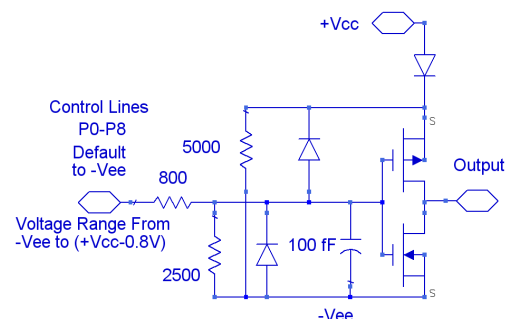 +Vcc
S
Control Lines
P0-P8
Default
to -Vee
5000
800
Output
Voltage Range From
-Vee to (+Vcc-0.8V)
100 fF
2500
S
-Vee